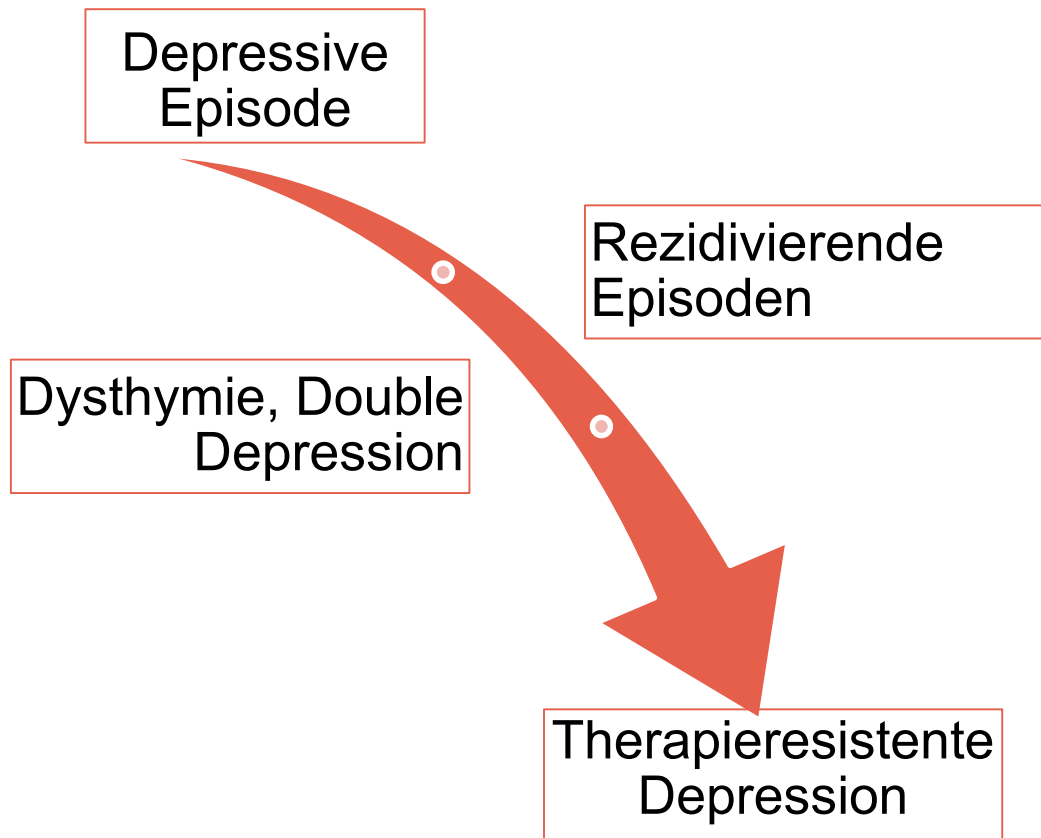 Depressive
Episode
Rezidivierende
Episoden
Dysthymie, Double
Depression
Therapieresistente
Depression